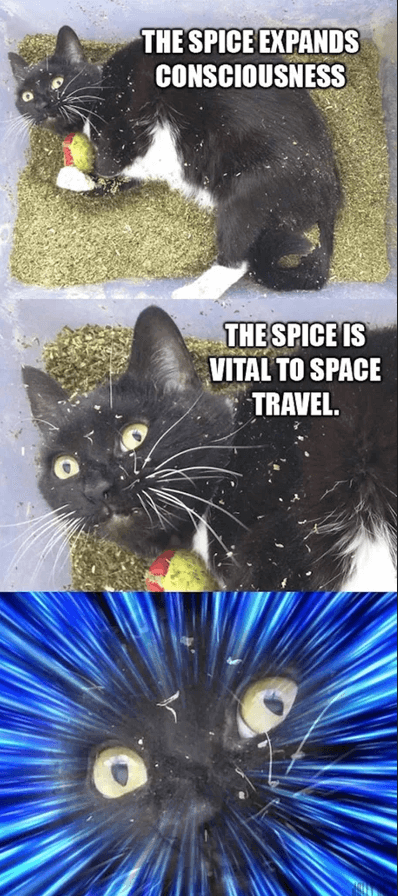 THE SPICE EXPANDS
CONSCIOUSNESS
THE SPICE IS
VITAL TO SPACE
TRAVEL.